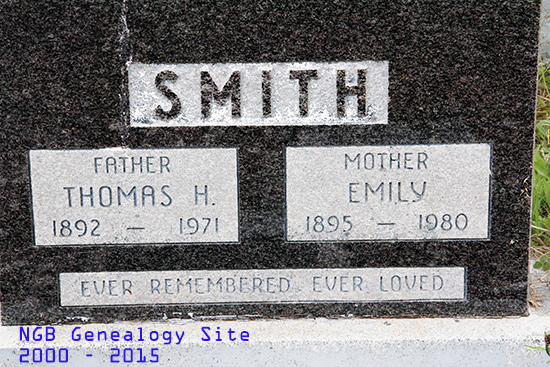 SMITH
FATHER
THOMAS H.
1892 — 1971
MOTHER
EMILY
1895 — 1980
EVER REMEMBERED EVER LOVED
NGB Genealogy Site
2000 - 2015